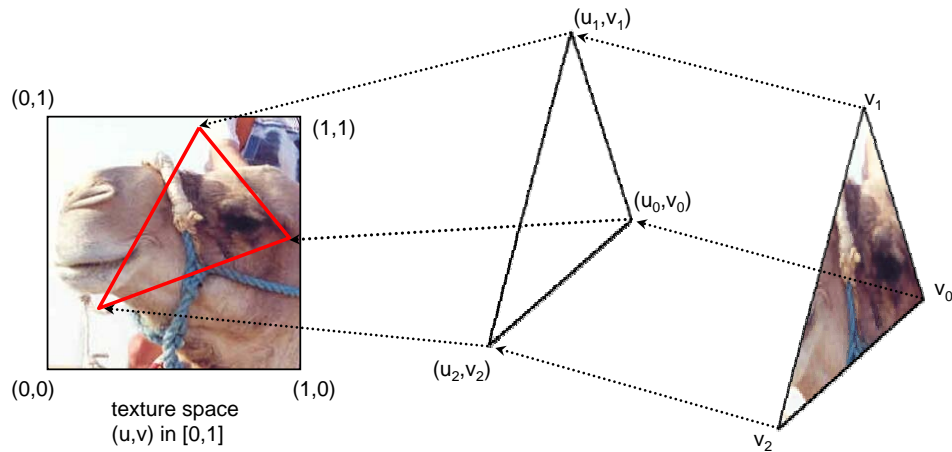 (u1,v1)
(0,1)
(1,1)
v1
(u0,v0)
v0
(u2,v2)
(0,0)
(1,0)
texture space
(u,v) in [0,1]
v2